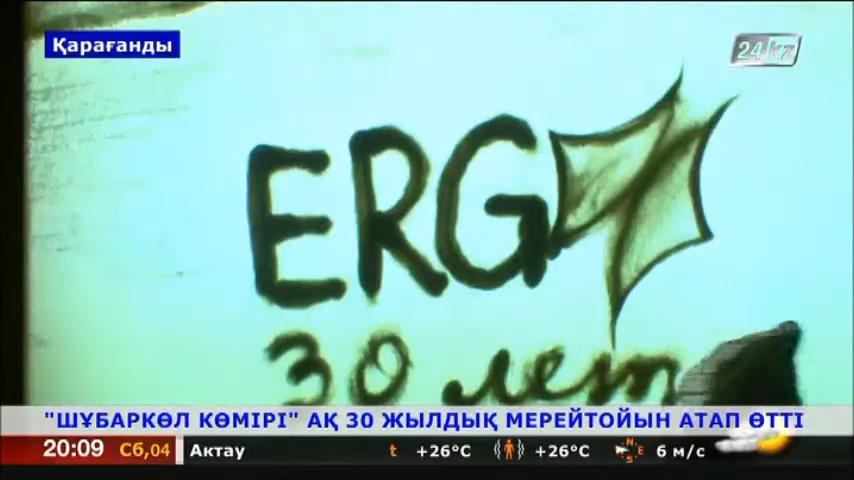 Қарағанды
24kz
ERG
30 лет
"ШҰБАРКӨЛ КӨМІРІ" АҚ 30 ЖЫЛДЫҚ МЕРЕЙТОЙЫН АТАП ӨТТІ
20:09 Сб,04 Актау t +26°C +26°C N S 6 м/с